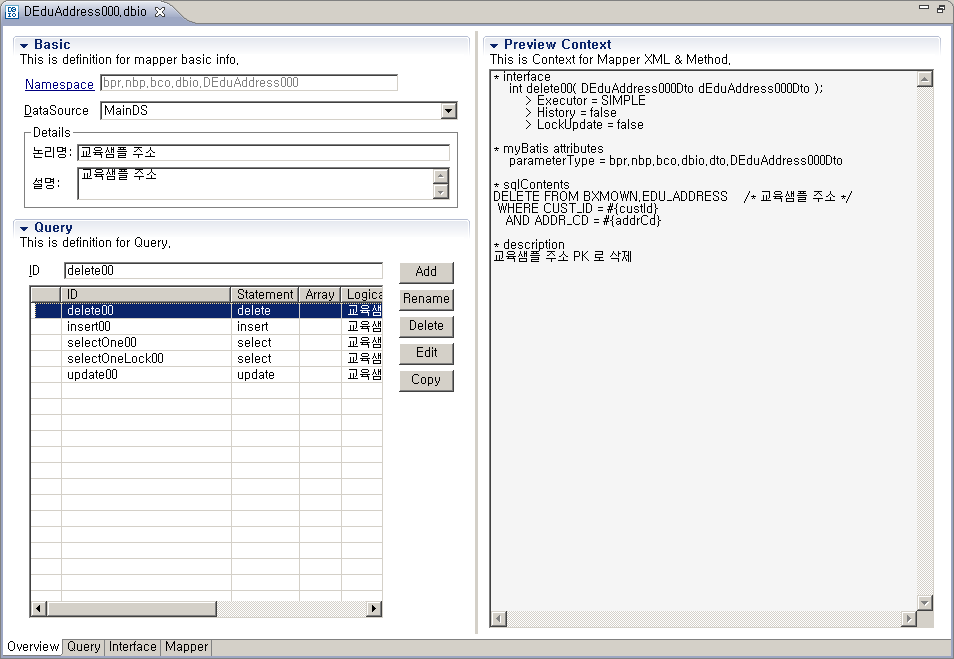 DEduAddress000.dbio
Basic
This is definition for mapper basic info.
Namespace bpr.nbp.bco.dbio.DEduAddress000
DataSource MainDS
Details
논리명: 교육샘플 주소
설명: 교육샘플 주소
Query
This is definition for Query.
ID delete00
Add
Rename
Delete
Edit
Copy
ID Statement Array Logica
delete00 delete 교육샘
insert00 insert 교육샘
selectOne00 select 교육샘
selectOneLock00 select 교육샘
update00 update 교육샘
Preview Context
This is Context for Mapper XML & Method.
* interface
int delete00( DEduAddress000Dto dEduAddress000Dto );
> Executor = SIMPLE
> History = false
> LockUpdate = false
* myBatis attributes
parameterType = bpr.nbp.bco.dbio.dto.DEduAddress000Dto
* sqlContents
DELETE FROM BXMOWN.EDU_ADDRESS /* 교육샘플 주소 */
WHERE CUST_ID = #{custId}
AND ADDR_CD = #{addrCd}
* description
교육샘플 주소 PK 로 삭제
Overview Query Interface Mapper